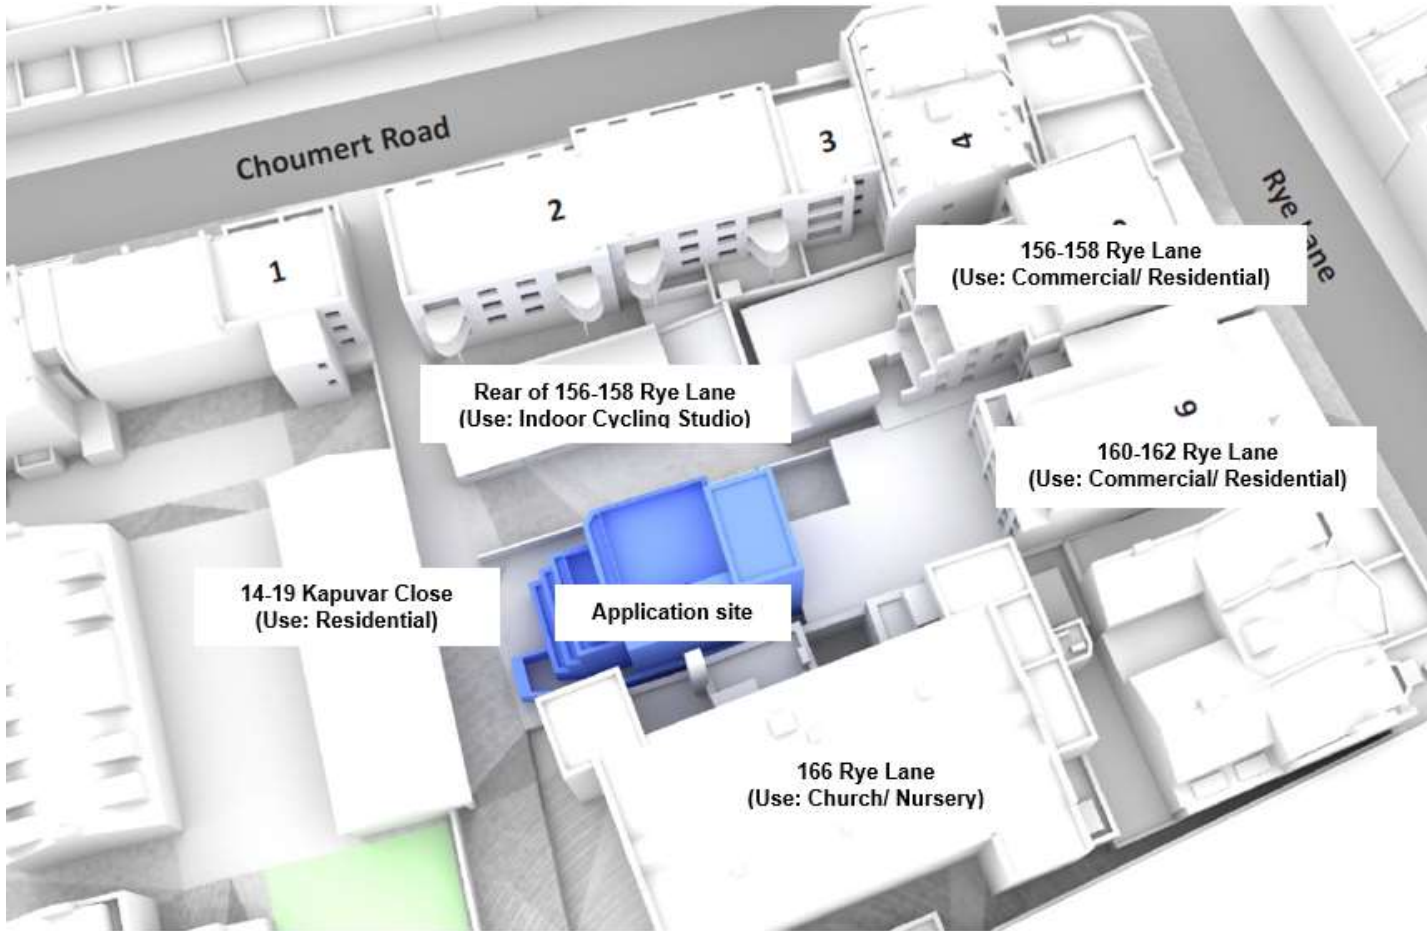 Choumert Road
Rye Lane
1
2
3
4
156-158 Rye Lane
(Use: Commercial/ Residential)
Rear of 156-158 Rye Lane
(Use: Indoor Cycling Studio)
6
160-162 Rye Lane
(Use: Commercial/ Residential)
14-19 Kapuvar Close
(Use: Residential)
Application site
166 Rye Lane
(Use: Church/ Nursery)